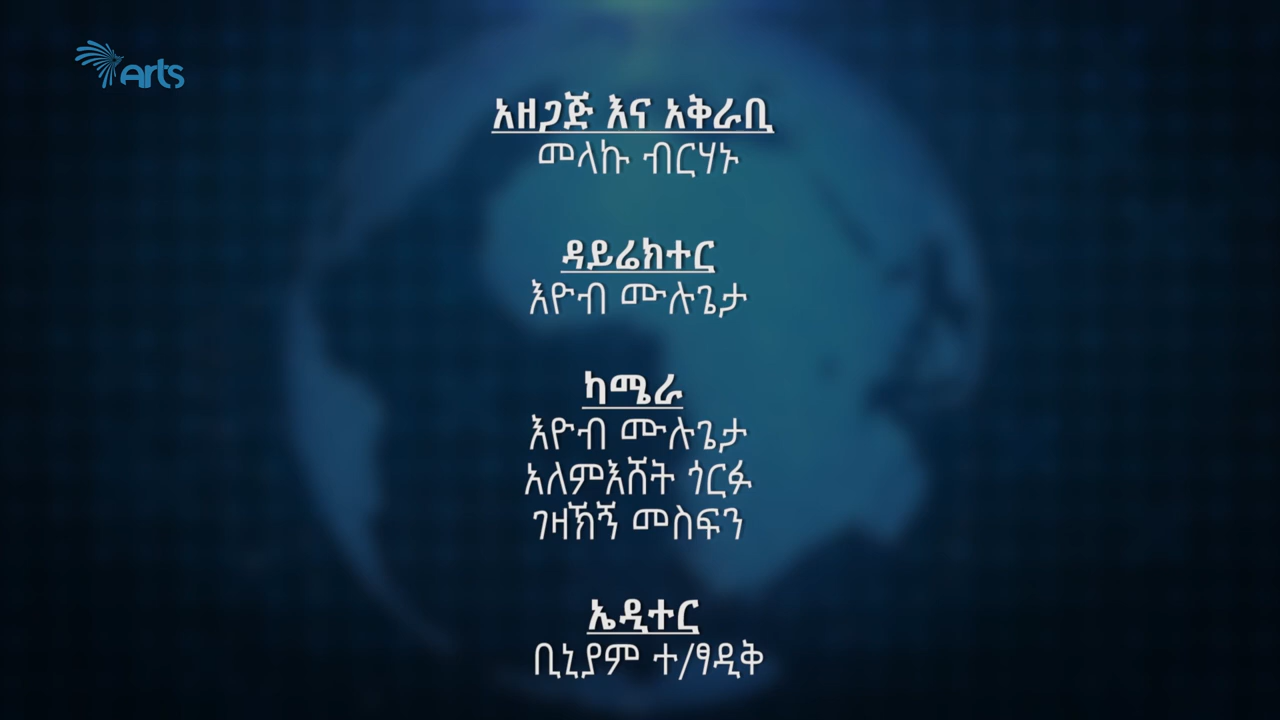 arts
አዘጋጅ እና አቅራቢ
መላኩ ብርሃኑ
ዳይሬክተር
እዮብ ሙሉጌታ
ካሜራ
እዮብ ሙሉጌታ
አለምእሸት ጎርፉ
ገዛኸኝ መስፍን
ኤዲተር
ቢኒያም ተ/ፃዲቅ